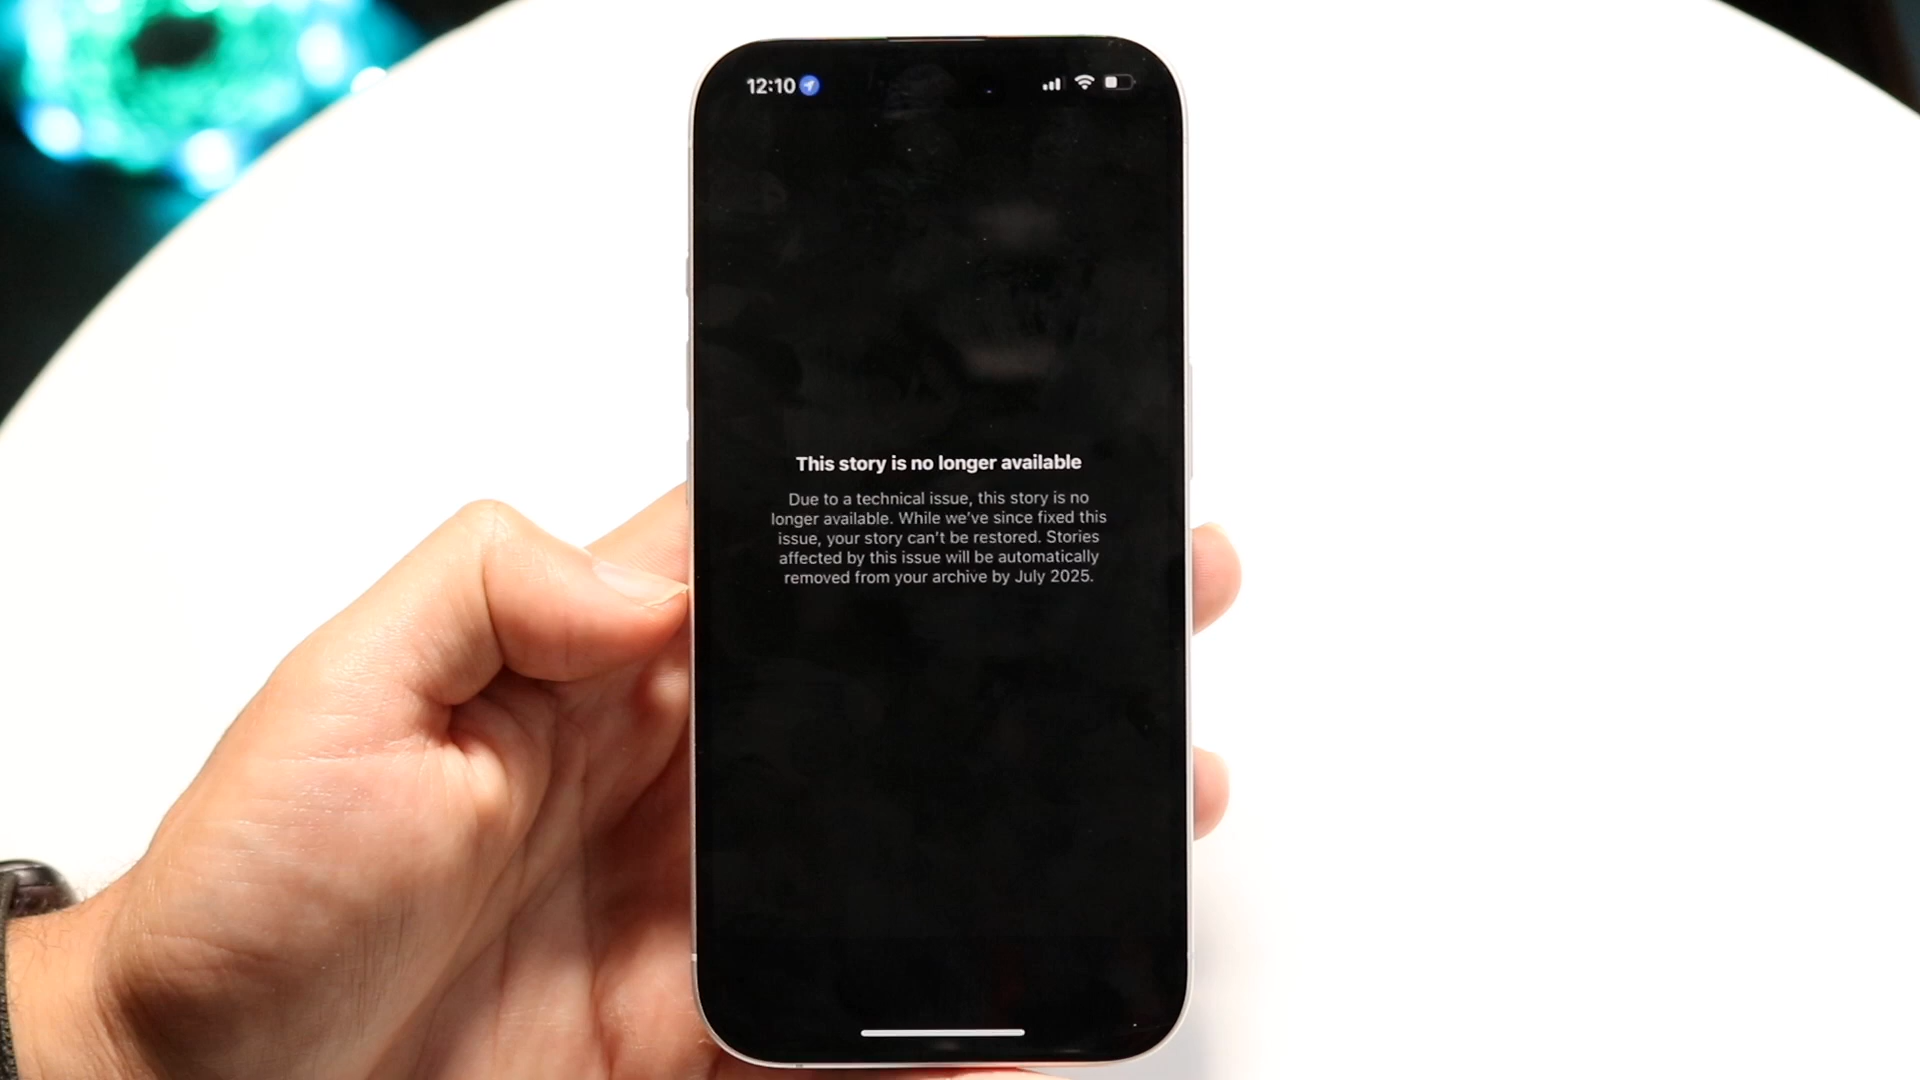 12:10
This story is no longer available
Due to a technical issue, this story is no
longer available. While we've since fixed this
issue, your story can't be restored. Stories
affected by this issue will be automatically
removed from your archive by July 2025.